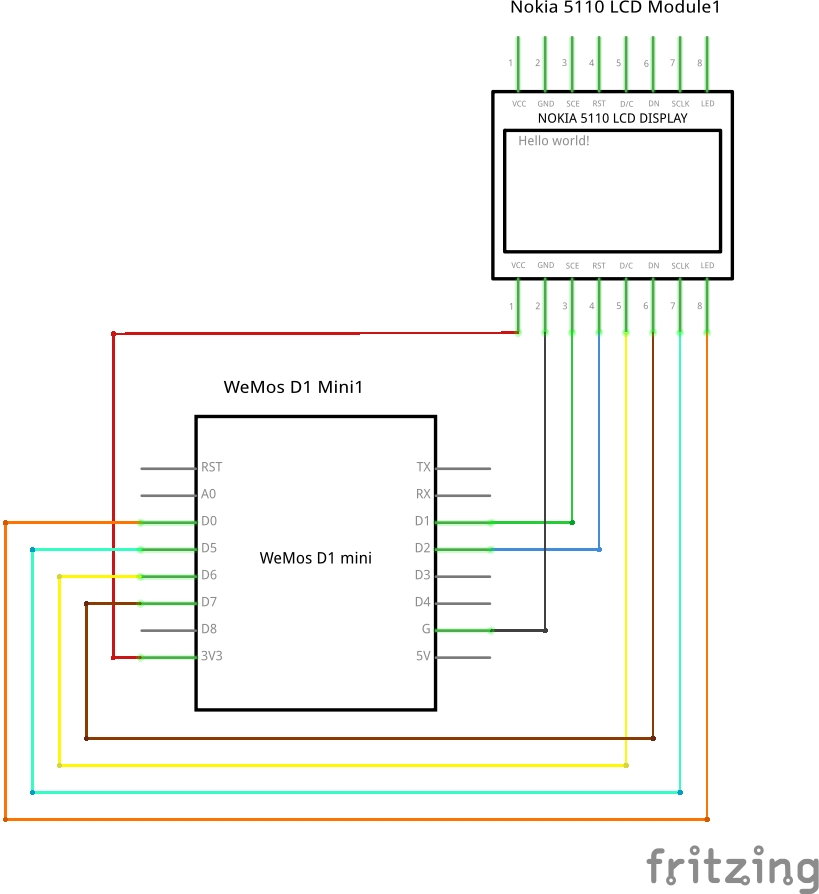 Nokia 5110 LCD Module1
1 2 3 4 5 6 7 8
VCC GND SCE RST D/C DN SCLK LED
NOKIA 5110 LCD DISPLAY
Hello world!
VCC GND SCE RST D/C DN SCLK LED
1 2 3 4 5 6 7 8
WeMos D1 Mini1
RST TX
A0 RX
D0 D1
D5 D2
WeMos D1 mini
D6 D3
D7 D4
D8 G
3V3 5V
fritzing